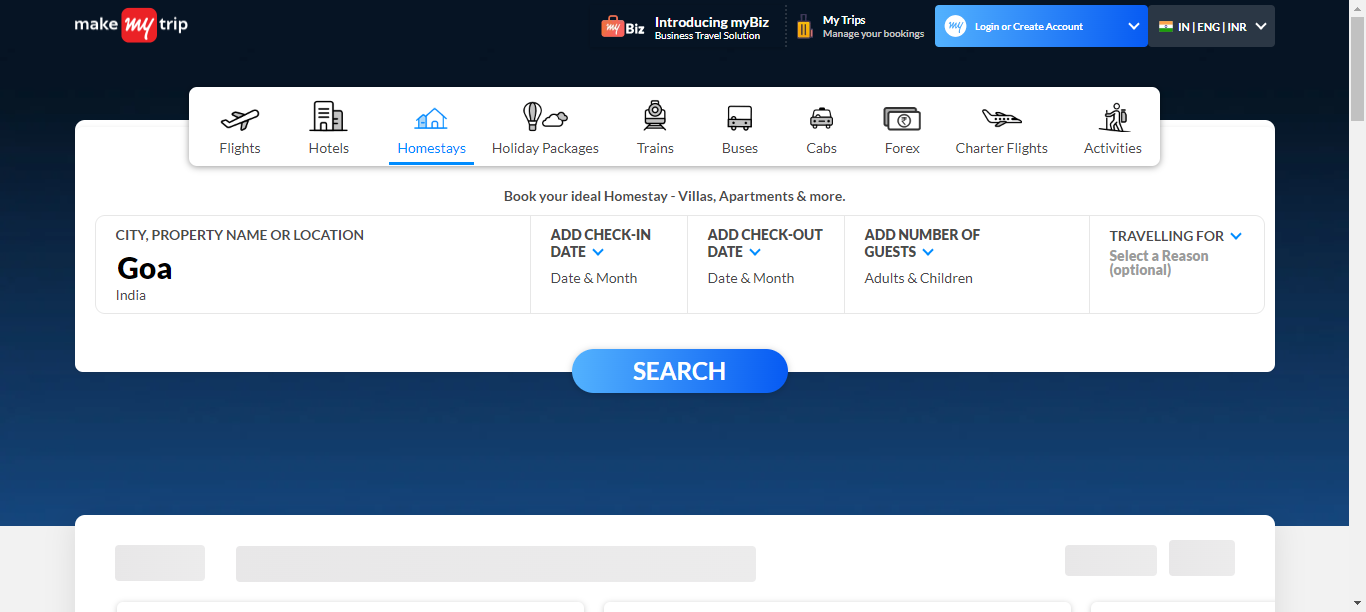 make my trip
my Biz
Introducing myBiz
Business Travel Solution
My Trips
Manage your bookings
my
Login or Create Account
IN | ENG | INR
Flights
Hotels
Homestays
Holiday Packages
Trains
Buses
Cabs
Forex
Charter Flights
Activities
Book your ideal Homestay - Villas, Apartments & more.
CITY, PROPERTY NAME OR LOCATION
Goa
India
ADD CHECK-IN
DATE
Date & Month
ADD CHECK-OUT
DATE
Date & Month
ADD NUMBER OF
GUESTS
Adults & Children
TRAVELLING FOR
Select a Reason
(optional)
SEARCH